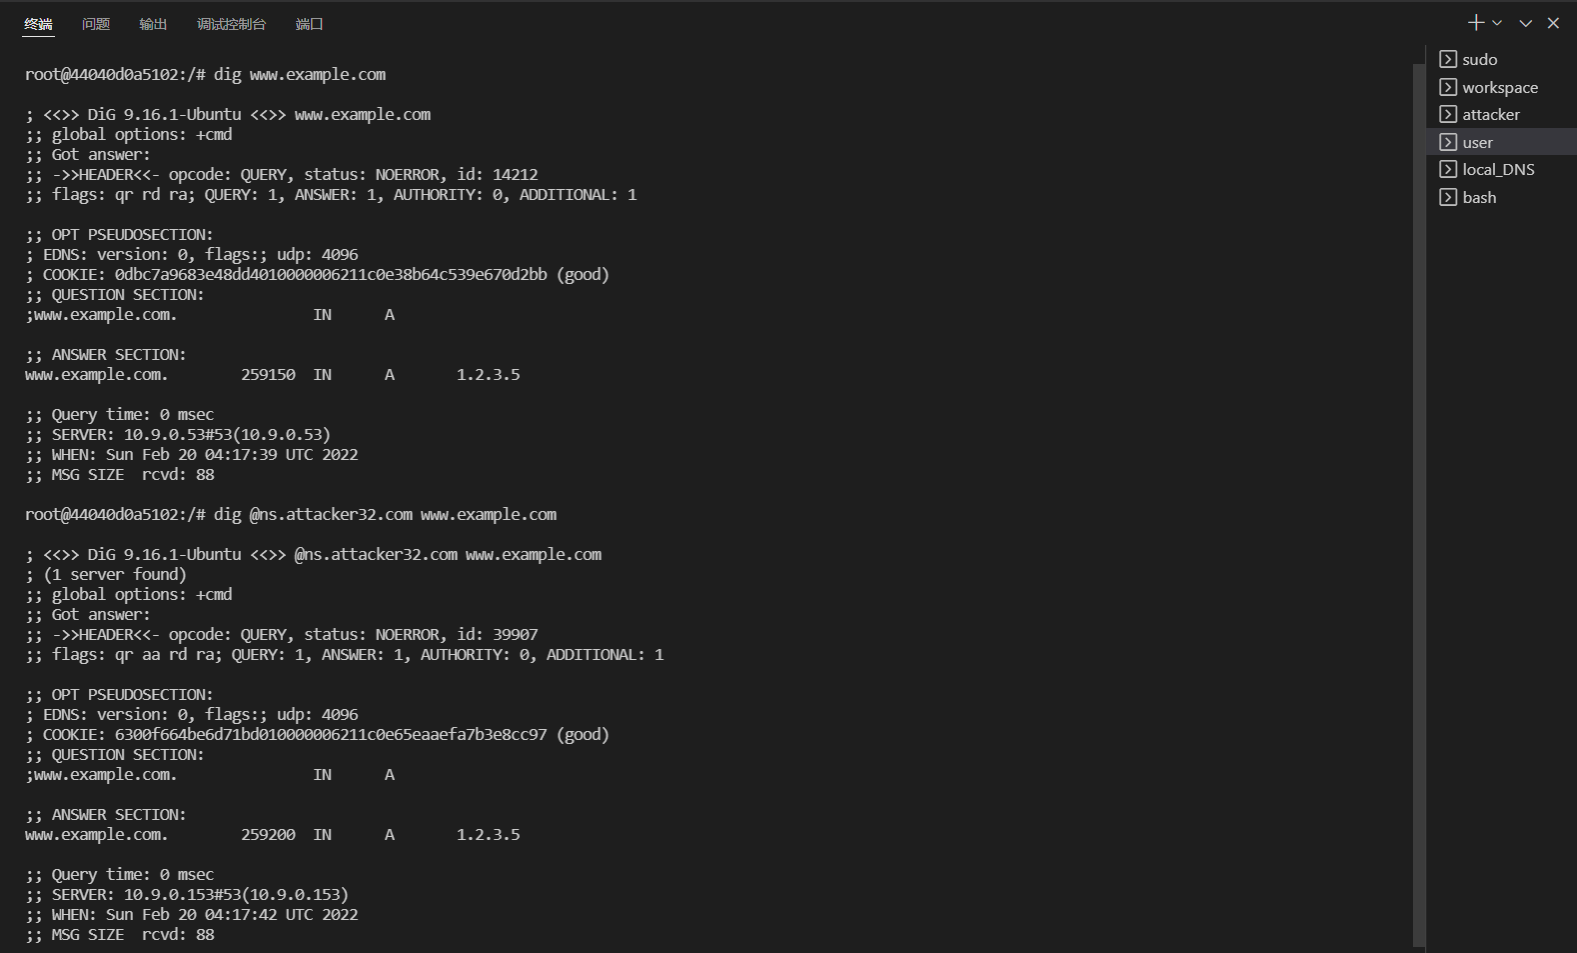 终端 问题 输出 调试控制台 端口
root@44040d0a5102:/# dig www.example.com
; <<>> DiG 9.16.1-Ubuntu <<>> www.example.com
;; global options: +cmd
;; Got answer:
;; ->>HEADER<<- opcode: QUERY, status: NOERROR, id: 14212
;; flags: qr rd ra; QUERY: 1, ANSWER: 1, AUTHORITY: 0, ADDITIONAL: 1
;; OPT PSEUDOSECTION:
; EDNS: version: 0, flags:; udp: 4096
; COOKIE: 0dbc7a9683e48dd4010000006211c0e38b64c539e670d2bb (good)
;; QUESTION SECTION:
;www.example.com. IN A
;; ANSWER SECTION:
www.example.com. 259150 IN A 1.2.3.5
;; Query time: 0 msec
;; SERVER: 10.9.0.53#53(10.9.0.53)
;; WHEN: Sun Feb 20 04:17:39 UTC 2022
;; MSG SIZE rcvd: 88
root@44040d0a5102:/# dig @ns.attacker32.com www.example.com
; <<>> DiG 9.16.1-Ubuntu <<>> @ns.attacker32.com www.example.com
; (1 server found)
;; global options: +cmd
;; Got answer:
;; ->>HEADER<<- opcode: QUERY, status: NOERROR, id: 39907
;; flags: qr aa rd ra; QUERY: 1, ANSWER: 1, AUTHORITY: 0, ADDITIONAL: 1
;; OPT PSEUDOSECTION:
; EDNS: version: 0, flags:; udp: 4096
; COOKIE: 6300f664be6d71bd010000006211c0e65eaaefa7b3e8cc97 (good)
;; QUESTION SECTION:
;www.example.com. IN A
;; ANSWER SECTION:
www.example.com. 259200 IN A 1.2.3.5
;; Query time: 0 msec
;; SERVER: 10.9.0.153#53(10.9.0.153)
;; WHEN: Sun Feb 20 04:17:42 UTC 2022
;; MSG SIZE rcvd: 88
sudo
workspace
attacker
user
local_DNS
bash